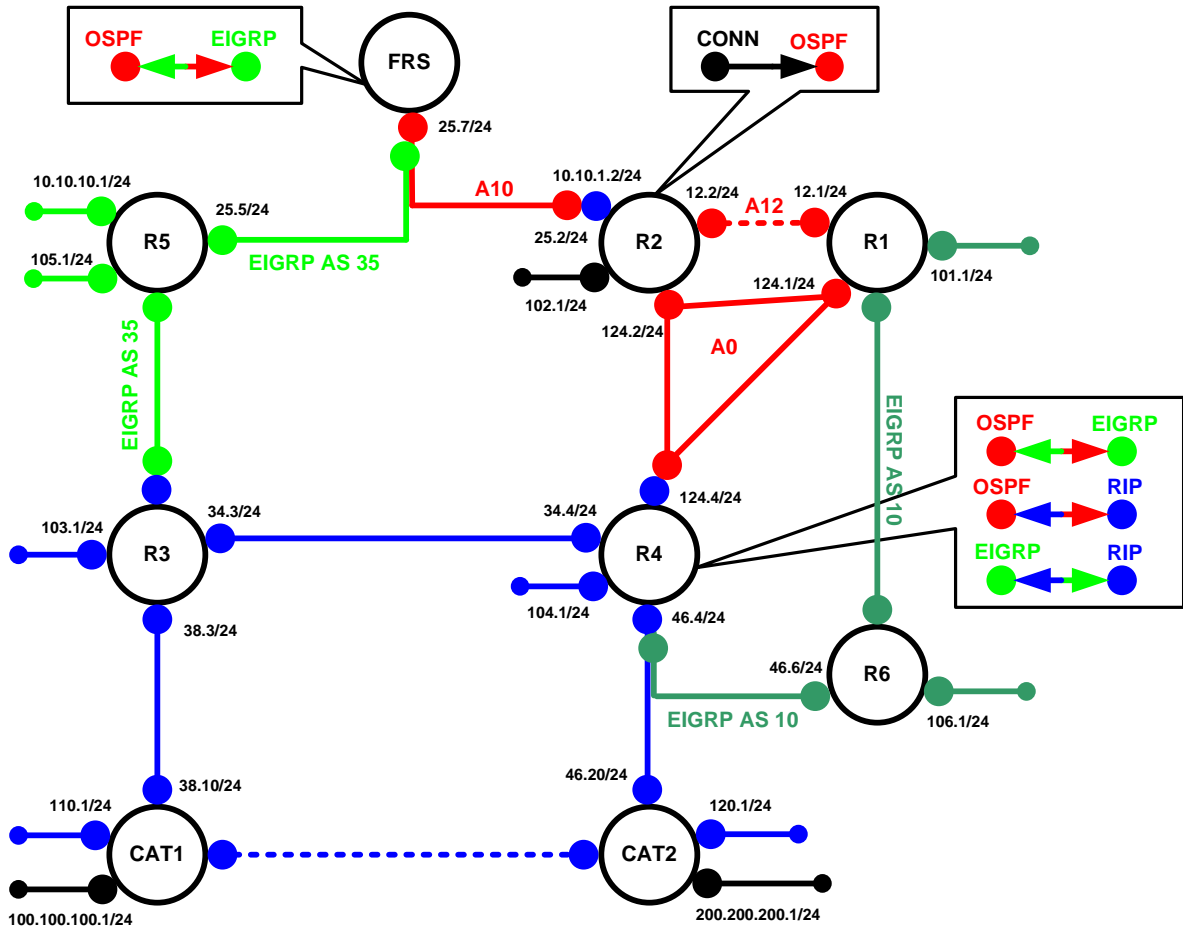 OSPF EIGRP
FRS
CONN
OSPF
25.7/24
10.10.10.1/24
A10
10.10.1.2/24
12.2/24
A12
12.1/24
25.5/24
R5
25.2/24
R2
R1
105.1/24
EIGRP AS 35
102.1/24
101.1/24
124.1/24
124.2/24
A0
EIGRP AS 35
EIGRP AS 10
OSPF EIGRP
OSPF RIP
EIGRP RIP
124.4/24
103.1/24
34.3/24
34.4/24
R3
R4
104.1/24
38.3/24
46.4/24
46.6/24
R6
EIGRP AS 10
106.1/24
38.10/24
46.20/24
110.1/24
120.1/24
CAT1
CAT2
100.100.100.1/24
200.200.200.1/24